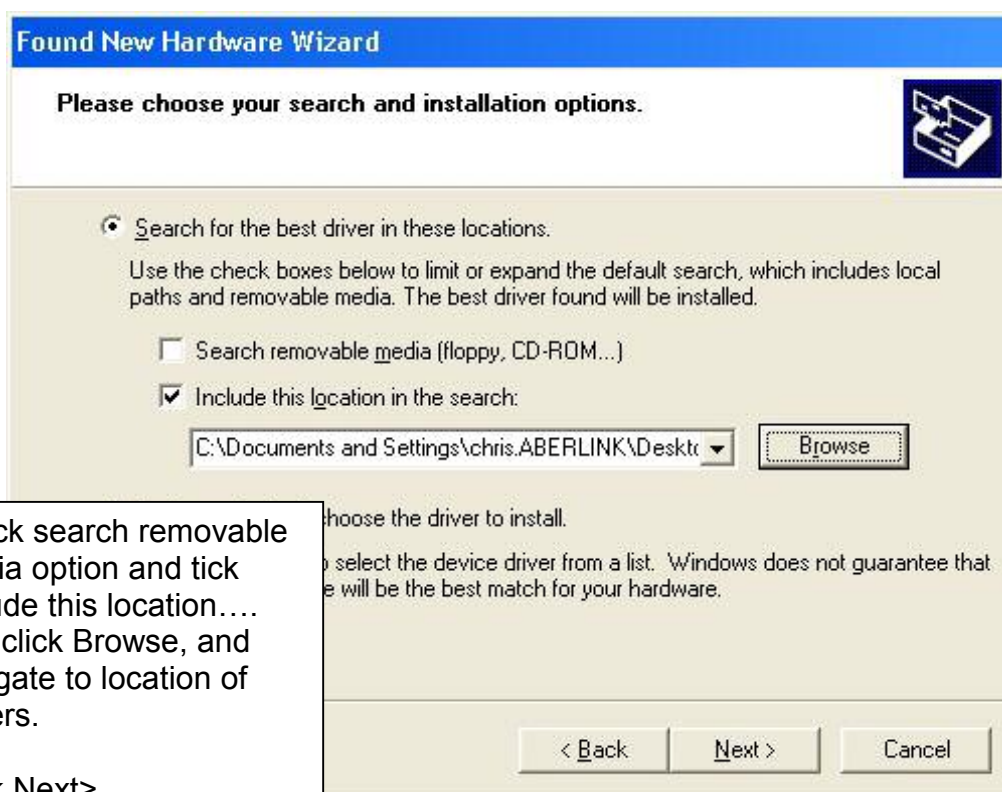 Found New Hardware Wizard
Please choose your search and installation options.
Search for the best driver in these locations.
Use the check boxes below to limit or expand the default search, which includes local
paths and removable media. The best driver found will be installed.
Search removable media (floppy, CD-ROM...)
Include this location in the search:
C:\Documents and Settings\chris.ABERLINK\Deskt
Browse
choose the driver to install.
select the device driver from a list. Windows does not guarantee that
will be the best match for your hardware.
search removable
option and tick
this location….
click Browse, and
to location of
Next>
< Back
Next >
Cancel